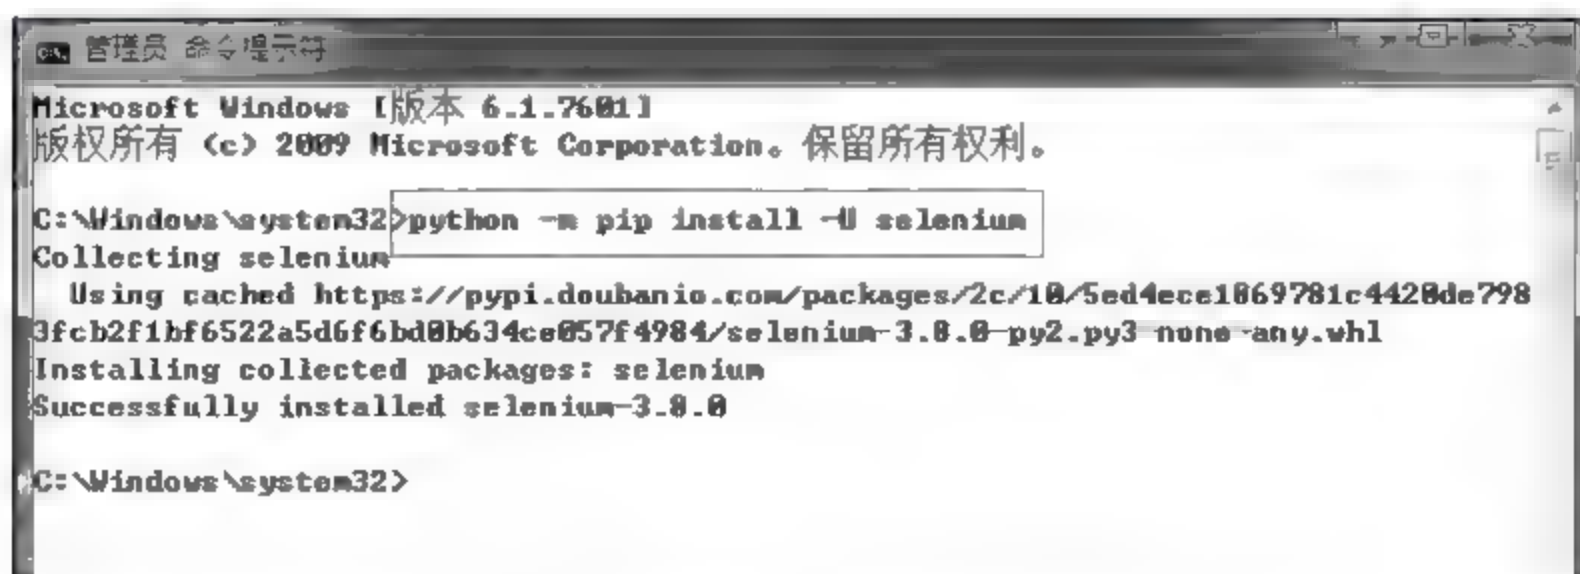 管理员 命令提示符
Microsoft Windows [版本 6.1.7601]
版权所有 (c) 2009 Microsoft Corporation。保留所有权利。
C:\Windows\system32>python -m pip install -U selenium
Collecting selenium
Using cached https://pypi.doubanio.com/packages/2c/10/5ed4ece1069781c4420de798
3fcb2f1bf6522a5d6f6bd0b634ce057f4984/selenium-3.8.0-py2.py3-none-any.whl
Installing collected packages: selenium
Successfully installed selenium-3.8.0
C:\Windows\system32>